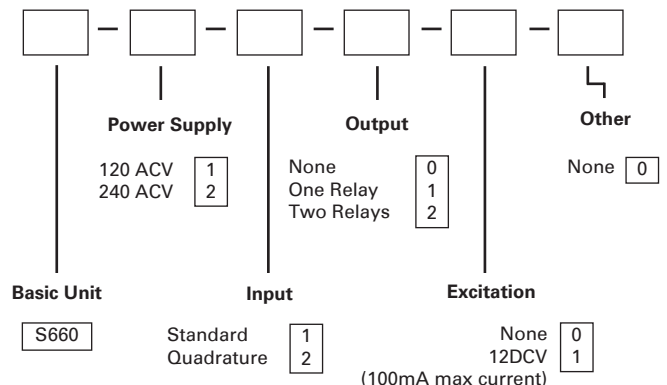 Power Supply
120 ACV 1
240 ACV 2
Output
None 0
One Relay 1
Two Relays 2
Other
None 0
Basic Unit
S660
Input
Standard 1
Quadrature 2
Excitation
None 0
12DCV 1
(100mA max current)